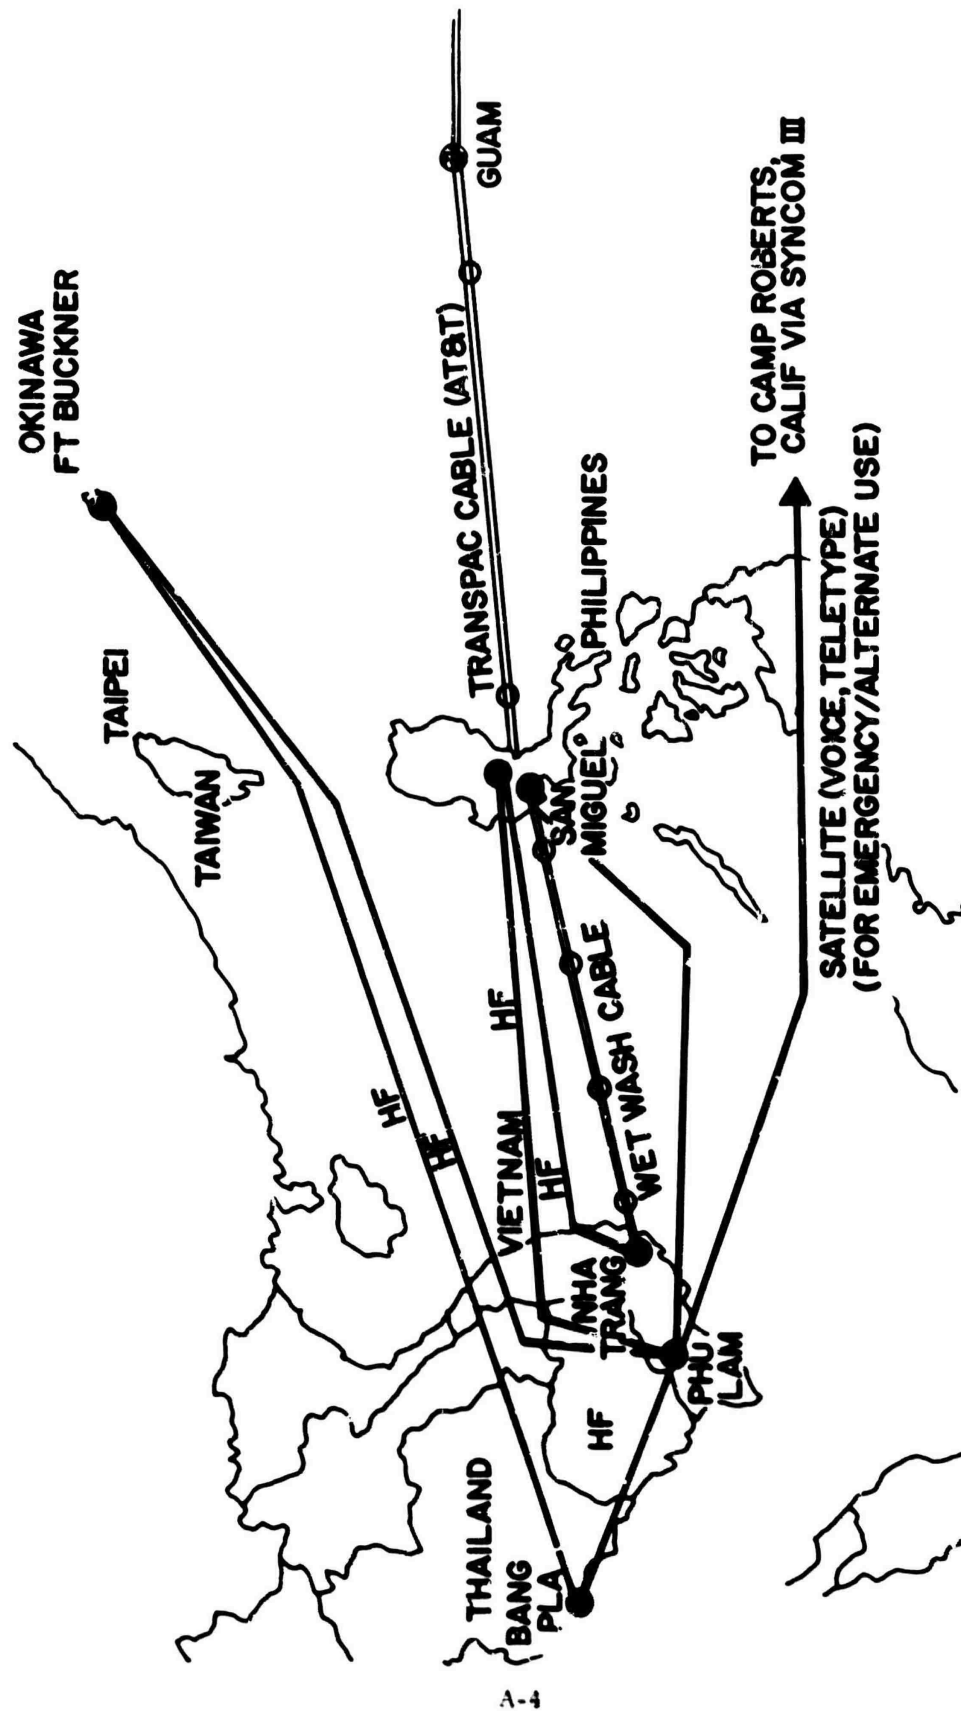 OKINAWA
FT BUCKNER
TAIPEI
TAIWAN
GUAM
TRANSPAC CABLE (AT&T)
PHILIPPINES
SAN
MIGUEL
HF
HF
HF
VIETNAM
HF
WET WASH CABLE
NHA
TRANG
PHU
LAM
HF
THAILAND
BANG
PLA
TO CAMP ROBERTS,
CALIF VIA SYNCOM III
SATELLITE (VOICE, TELETYPE)
(FOR EMERGENCY/ALTERNATE USE)
A-4